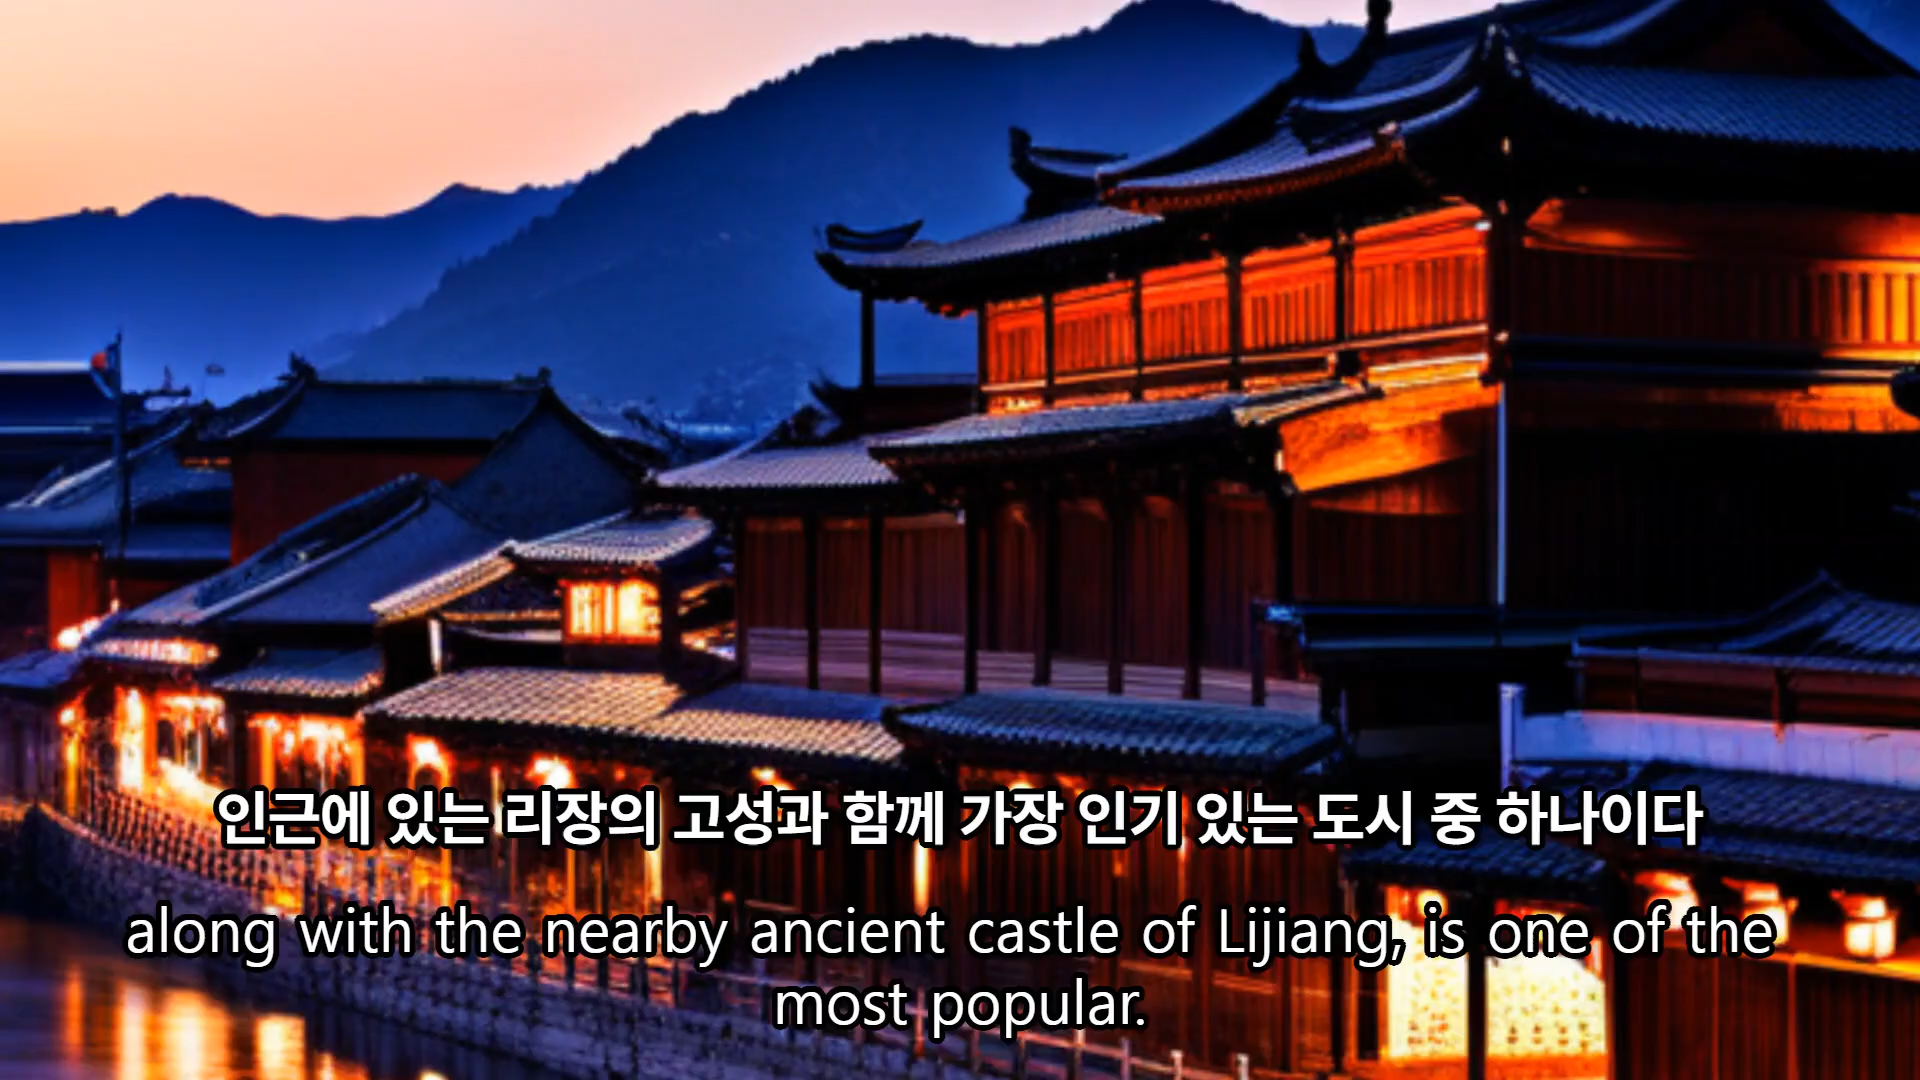 인근에 있는 리장의 고성과 함께 가장 인기 있는 도시 중 하나이다
along with the nearby ancient castle of Lijiang, is one of the
most popular.